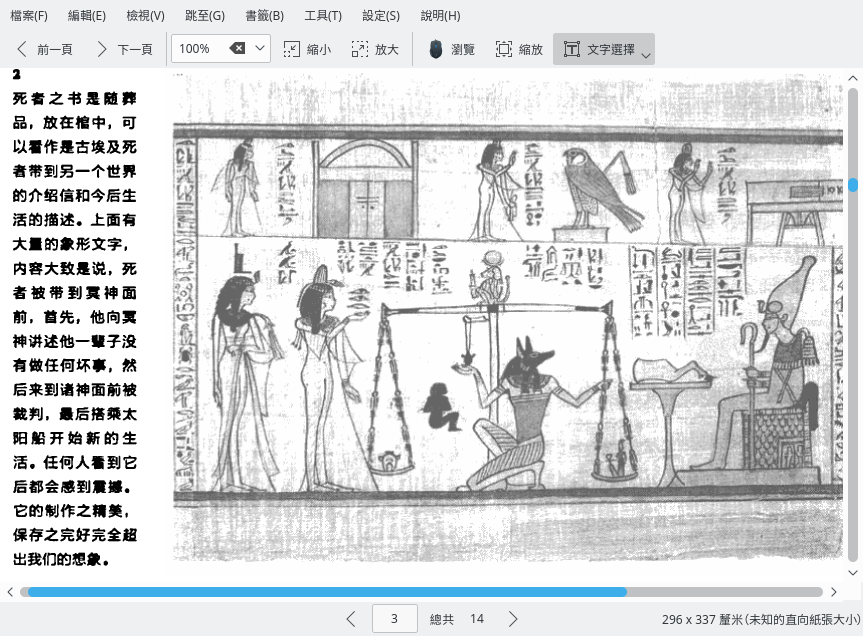 檔案(F) 編輯(E) 檢視(V) 跳至(G) 書籤(B) 工具(T) 設定(S) 說明(H)
前一頁 下一頁 100% 縮小 放大 瀏覽 縮放 文字選擇
2
死者之书是随葬
品，放在棺中，可
以看作是古埃及死
者带到另一个世界
的介绍信和今后生
活的描述。上面有
大量的象形文字，
内容大致是说，死
者被带到冥神面
前，首先，他向冥
神讲述他一辈子没
有做任何坏事，然
后来到诸神面前被
裁判，最后搭乘太
阳船开始新的生
活。任何人看到它
后都会感到震撼。
它的制作之精美，
保存之完好完全超
出我们的想象。
3 總共 14
296 x 337 釐米(未知的直向紙張大小)